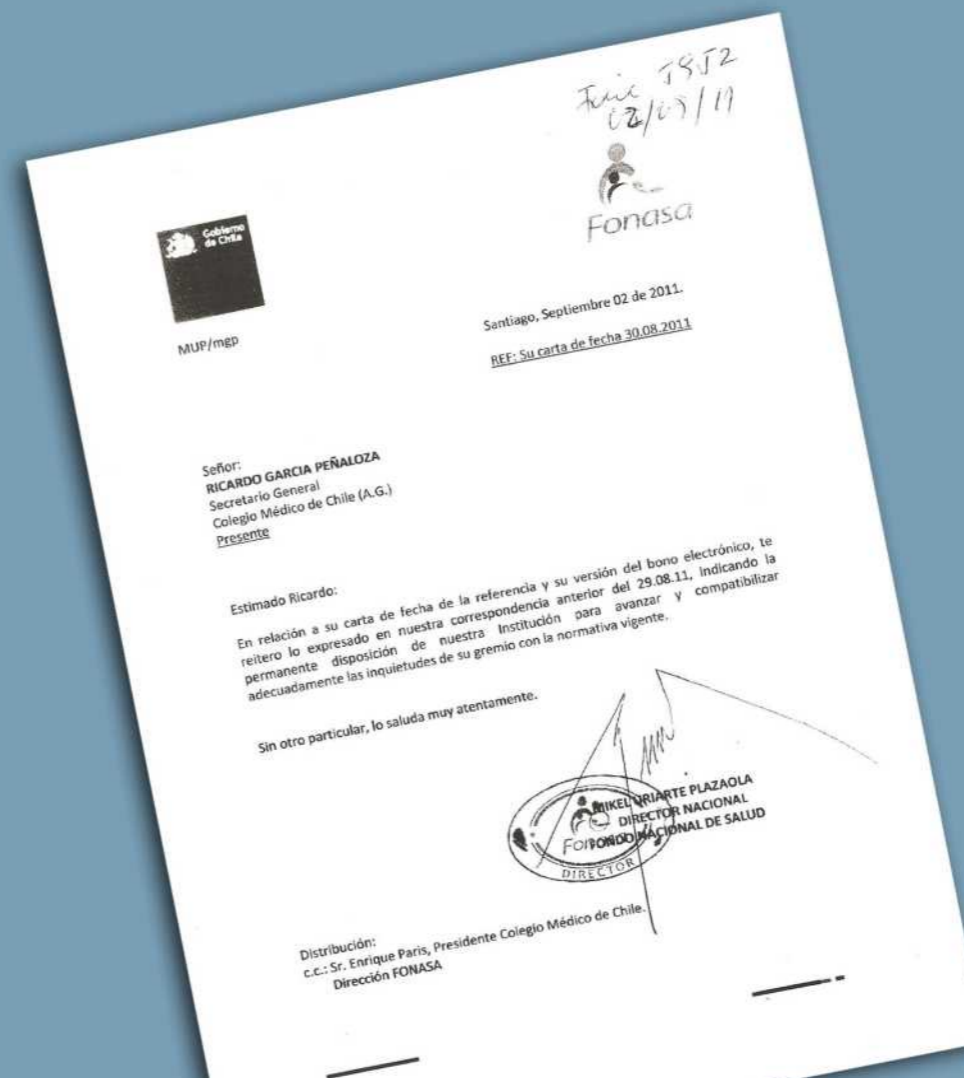 02/09/11
Fonasa
Gobierno
de Chile
MUP/mgp
Santiago, Septiembre 02 de 2011.
REF: Su carta de fecha 30.08.2011
Señor:
RICARDO GARCIA PEÑALOZA
Secretario General
Colegio Médico de Chile (A.G.)
Presente
Estimado Ricardo:
En relación a su carta de fecha de la referencia y su versión del bono electrónico, te
reitero lo expresado en nuestra correspondencia anterior del 29.08.11, indicando la
permanente disposición de nuestra Institución para avanzar y compatibilizar
adecuadamente las inquietudes de su gremio con la normativa vigente.
Sin otro particular, lo saluda muy atentamente.
MIKEL URIARTE PLAZAOLA
DIRECTOR NACIONAL
FONDO NACIONAL DE SALUD
Fonasa
DIRECTOR
Distribución:
c.c.: Sr. Enrique Paris, Presidente Colegio Médico de Chile.
Dirección FONASA